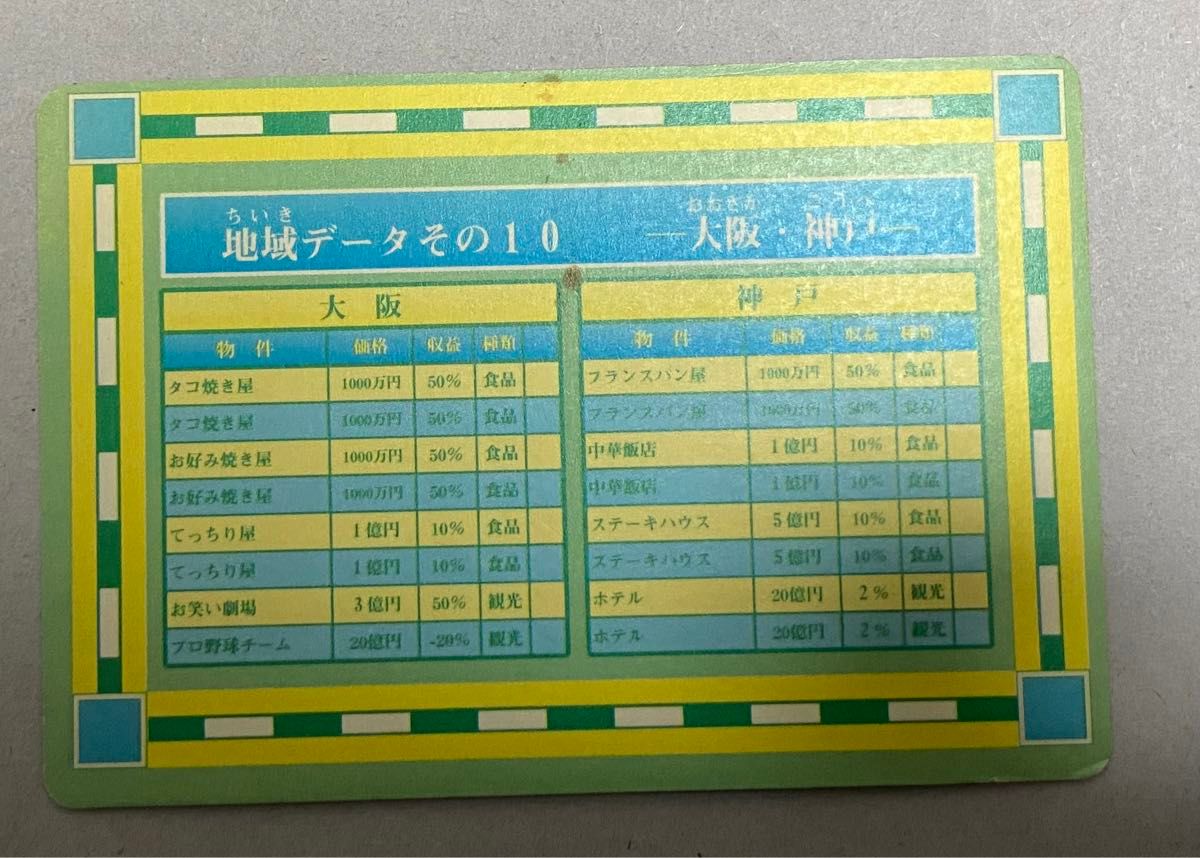 ちいき
地域データその10
おおさか こうべ
―大阪・神戸―
大阪
物件 価格 収益 種類
タコ焼き屋 1000万円 50% 食品
タコ焼き屋 1000万円 50% 食品
お好み焼き屋 1000万円 50% 食品
お好み焼き屋 1000万円 50% 食品
てっちり屋 1億円 10% 食品
てっちり屋 1億円 10% 食品
お笑い劇場 3億円 50% 観光
プロ野球チーム 20億円 -20% 観光
神戸
物件 価格 収益 種類
フランスパン屋 1000万円 50% 食品
フランスパン屋 1000万円 50% 食品
中華飯店 1億円 10% 食品
中華飯店 1億円 10% 食品
ステーキハウス 5億円 10% 食品
ステーキハウス 5億円 10% 食品
ホテル 20億円 2% 観光
ホテル 20億円 2% 観光